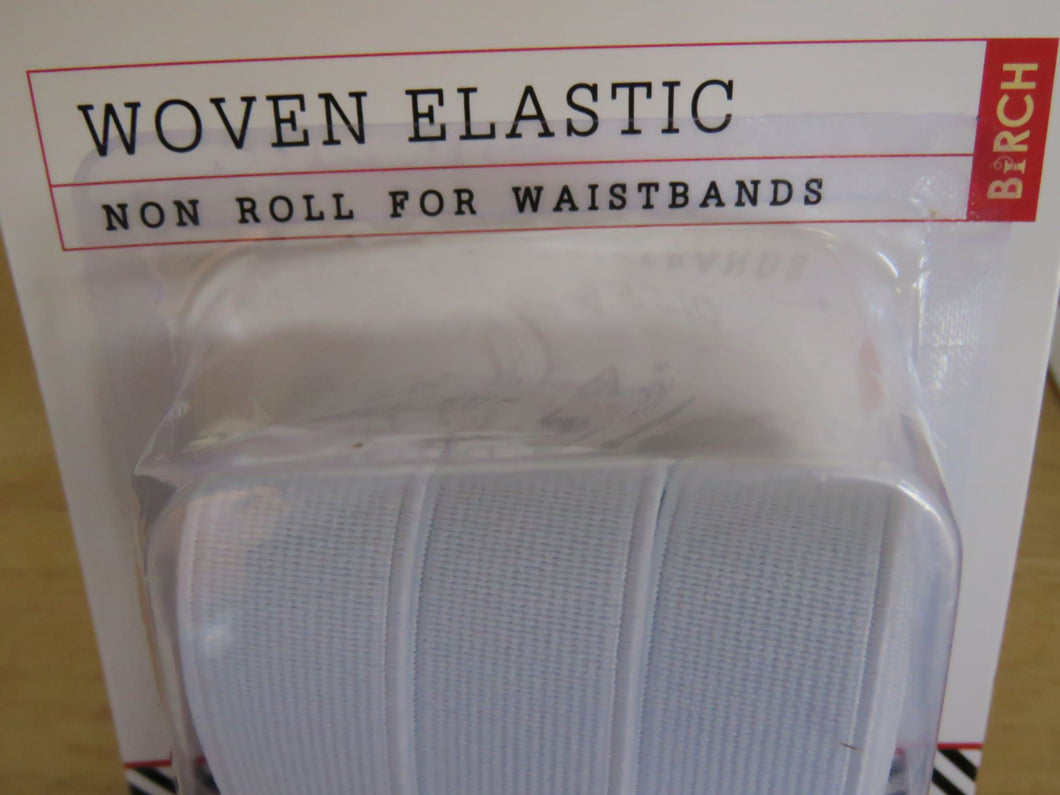 WOVEN ELASTIC
NON ROLL FOR WAISTBANDS
BIRCH